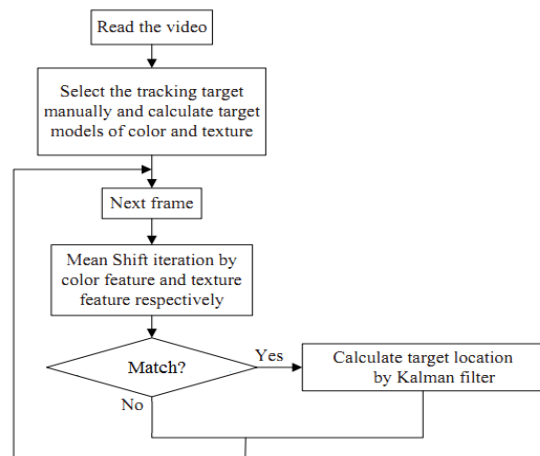 Read the video
Select the tracking target
manually and calculate target
models of color and texture
Next frame
Mean Shift iteration by
color feature and texture
feature respectively
Match?
Yes
Calculate target location
by Kalman filter
No